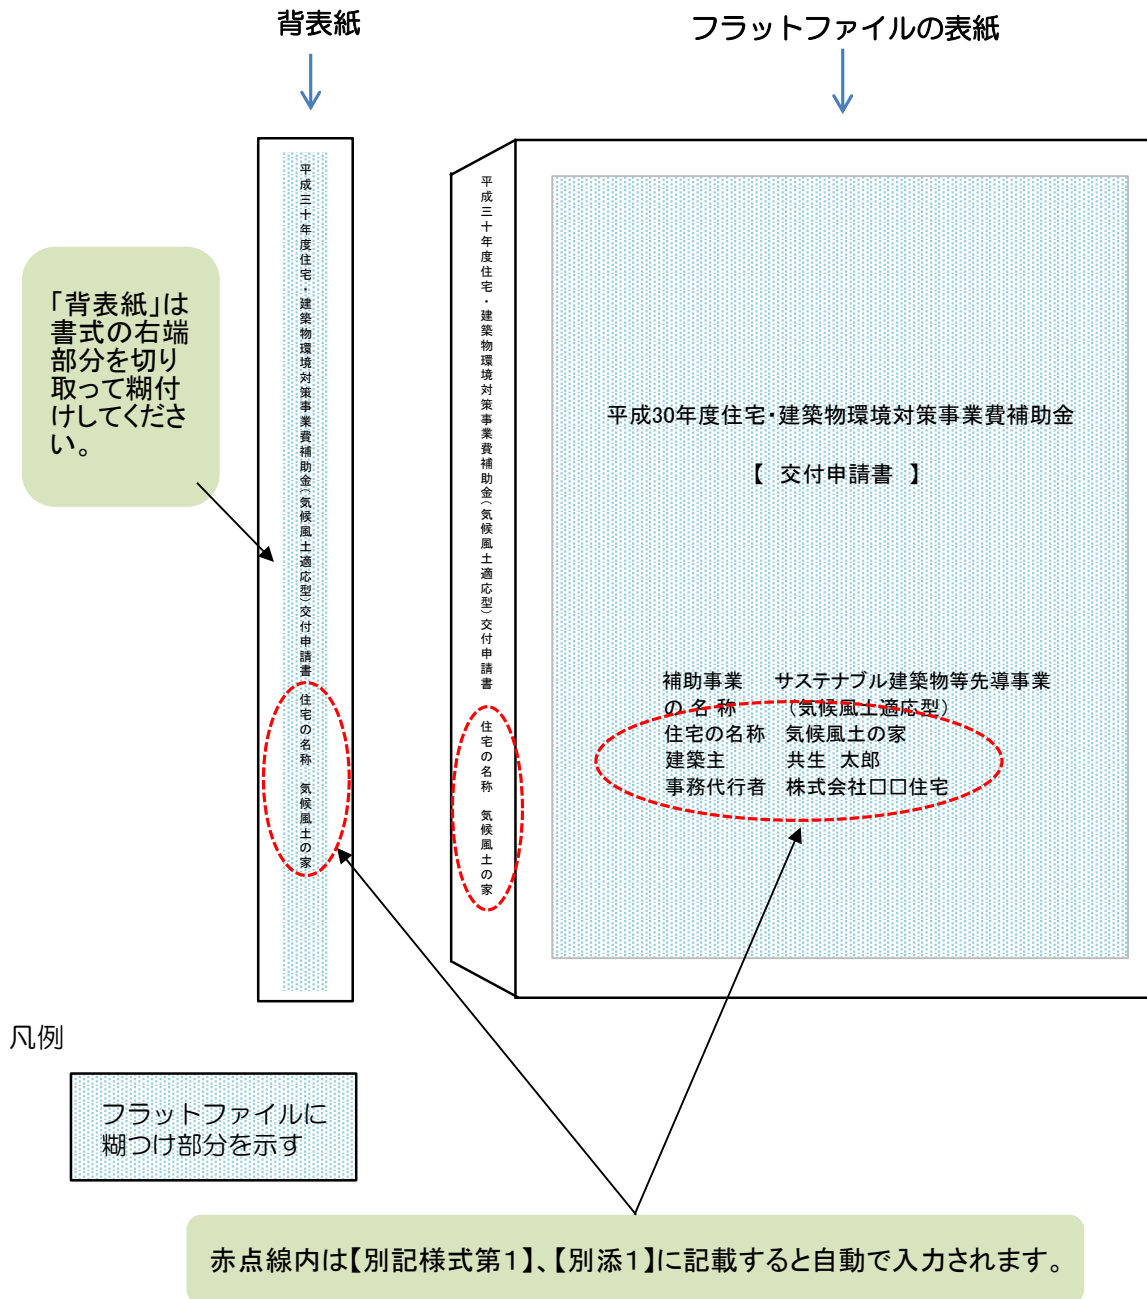 背表紙
フラットファイルの表紙
「背表紙」は
書式の右端
部分を切り
取って糊付
けしてくださ
い。
平成三十年度住宅・建築物環境対策事業費補助金(気候風土適応型)交付申請書 住宅の名称 気候風土の家
平成三十年度住宅・建築物環境対策事業費補助金(気候風土適応型)交付申請書 住宅の名称 気候風土の家
平成30年度住宅・建築物環境対策事業費補助金
【 交付申請書 】
補助事業 サステナブル建築物等先導事業
の 名 称 (気候風土適応型)
住宅の名称 気候風土の家
建築主 共生 太郎
事務代行者 株式会社□□住宅
凡例
フラットファイルに
糊つけ部分を示す
赤点線内は【別記様式第1】、【別添1】に記載すると自動で入力されます。